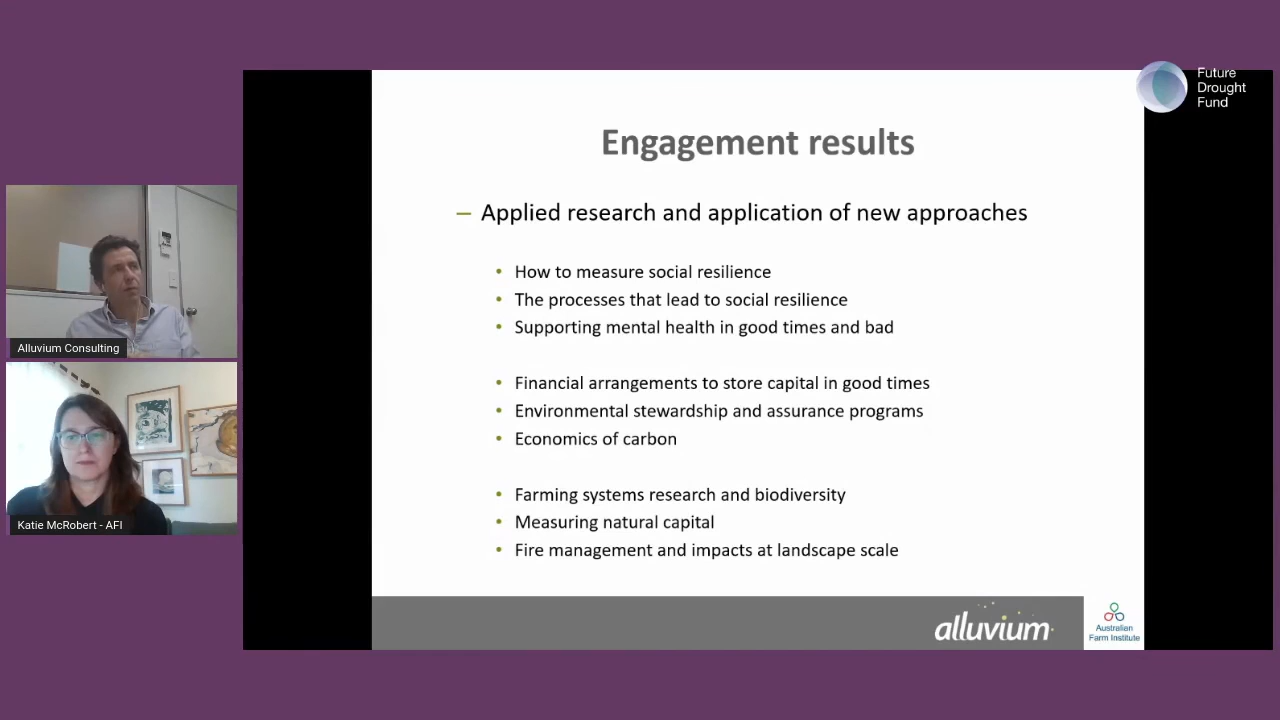 Future
Drought
Fund
Engagement results
– Applied research and application of new approaches
• How to measure social resilience
• The processes that lead to social resilience
• Supporting mental health in good times and bad
• Financial arrangements to store capital in good times
• Environmental stewardship and assurance programs
• Economics of carbon
• Farming systems research and biodiversity
• Measuring natural capital
• Fire management and impacts at landscape scale
alluvium
Australian
Farm Institute
Alluvium Consulting
Katie McRobert - AFI